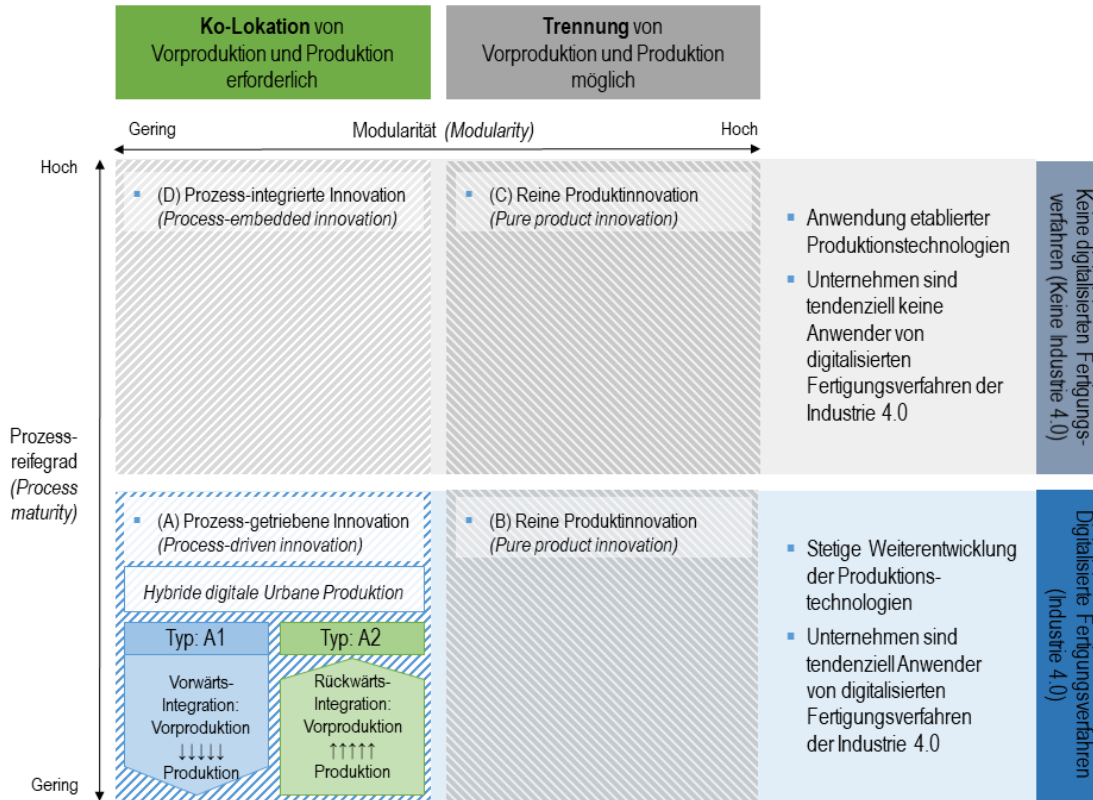 Ko-Lokation von
Vorproduktion und Produktion
erforderlich
Trennung von
Vorproduktion und Produktion
möglich
Gering
Modularität (Modularity)
Hoch
Hoch
Prozess-
reifegrad
(Process
maturity)
Gering
▪ (D) Prozess-integrierte Innovation
(Process-embedded innovation)
▪ (C) Reine Produktinnovation
(Pure product innovation)
▪ Anwendung etablierter
Produktionstechnologien
▪ Unternehmen sind
tendenziell keine
Anwender von
digitalisierten
Fertigungsverfahren der
Industrie 4.0
Keine digitalisierten Fertigungs-
verfahren (Keine Industrie 4.0)
▪ (A) Prozess-getriebene Innovation
(Process-driven innovation)
Hybride digitale Urbane Produktion
Typ: A1
Vorwärts-
Integration:
Vorproduktion
↓↓↓↓↓
Produktion
Typ: A2
Rückwärts-
Integration:
Vorproduktion
↑↑↑↑↑
Produktion
▪ (B) Reine Produktinnovation
(Pure product innovation)
▪ Stetige Weiterentwicklung
der Produktions-
technologien
▪ Unternehmen sind
tendenziell Anwender
von digitalisierten
Fertigungsverfahren
der Industrie 4.0
Digitalisierte Fertigungsverfahren
(Industrie 4.0)